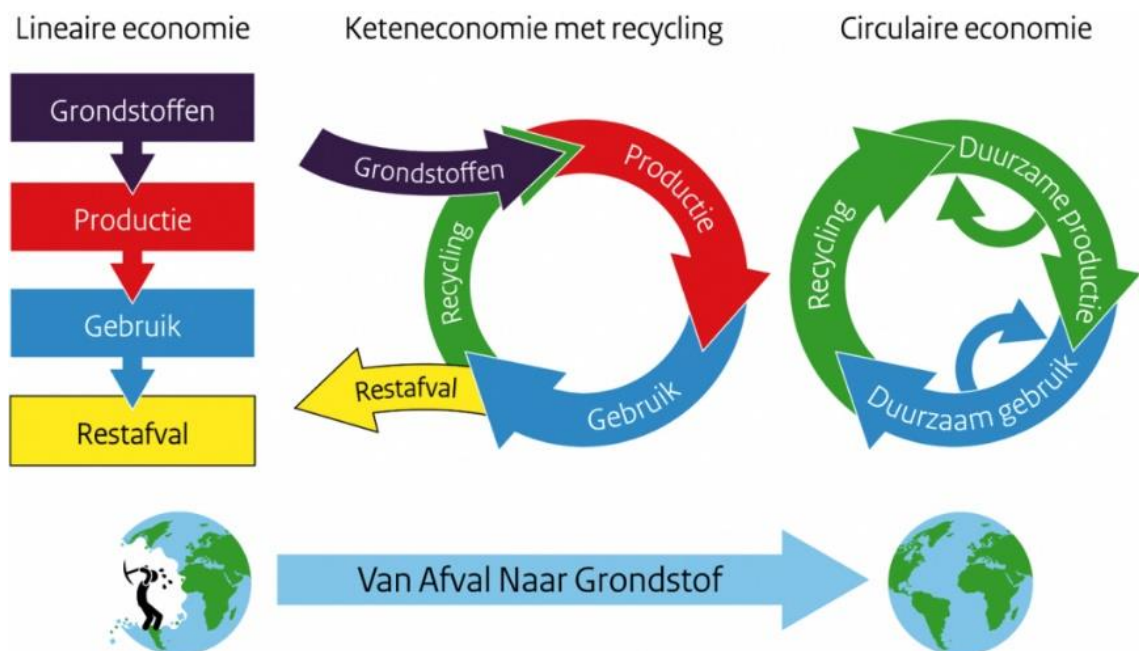 Lineaire economie
Grondstoffen
Productie
Gebruik
Restafval
Keteneconomie met recycling
Grondstoffen
Productie
Gebruik
Recycling
Restafval
Circulaire economie
Duurzame productie
Duurzaam gebruik
Recycling
Van Afval Naar Grondstof